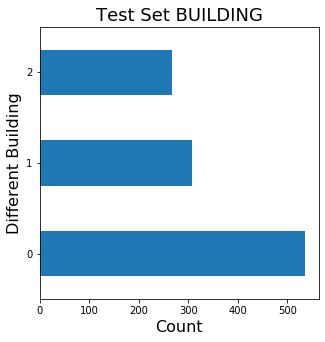 Test Set BUILDING
Different Building
2
1
0
0 100 200 300 400 500
Count